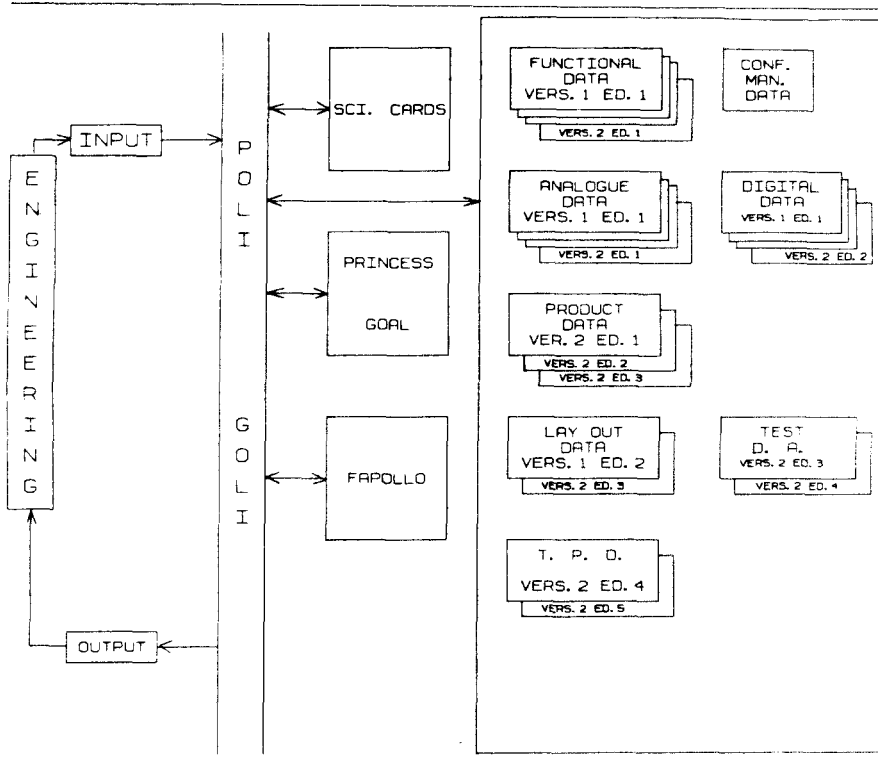 ENGINEERING
INPUT
OUTPUT
POLI
GOLI
SCI. CARDS
PRINCESS
GOAL
FAPOLLO
FUNCTIONAL
DATA
VERS. 1 ED. 1
VERS. 2 ED. 1
CONF.
MAN.
DATA
ANALOGUE
DATA
VERS. 1 ED. 1
VERS. 2 ED. 1
DIGITAL
DATA
VERS. 1 ED. 1
VERS. 2 ED. 2
PRODUCT
DATA
VER. 2 ED. 1
VERS. 2 ED. 2
VERS. 2 ED. 3
LAY OUT
DATA
VERS. 1 ED. 2
VERS. 2 ED. 3
TEST
D. A.
VERS. 2 ED. 3
VERS. 2 ED. 4
T. P. D.
VERS. 2 ED. 4
VERS. 2 ED. 5